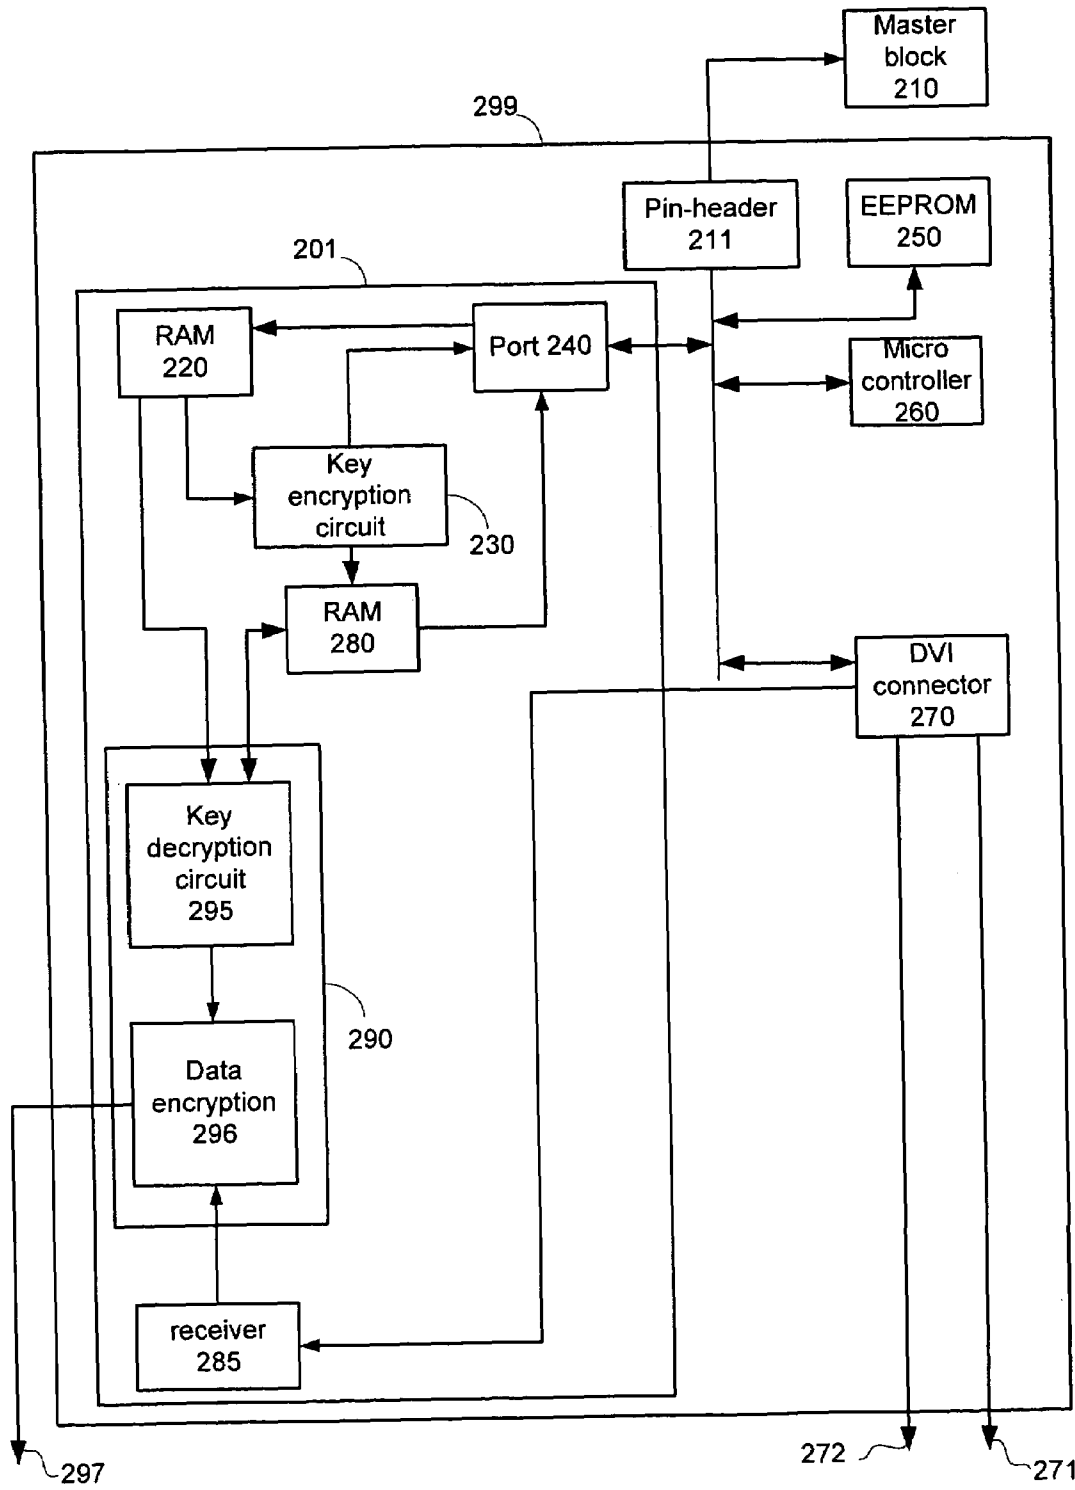 Master
block
210
299
Pin-header
211
EEPROM
250
201
RAM
220
Port 240
Micro
controller
260
Key
encryption
circuit
230
RAM
280
DVI
connector
270
Key
decryption
circuit
295
290
Data
encryption
296
receiver
285
297
272
271